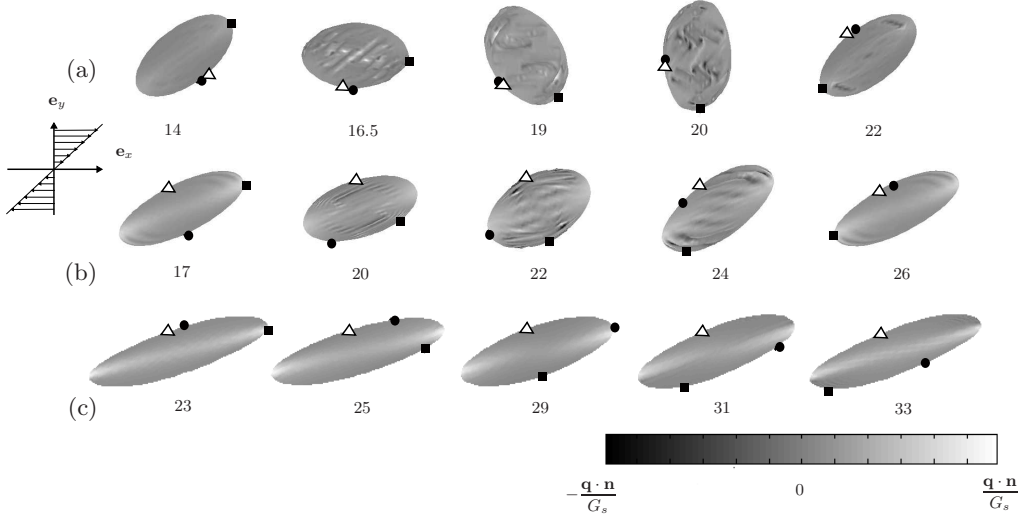 (a)
14 16.5 19 20 22
e_y
e_x
(b)
17 20 22 24 26
(c)
23 25 29 31 33
−q · n/G_s 0 q · n/G_s